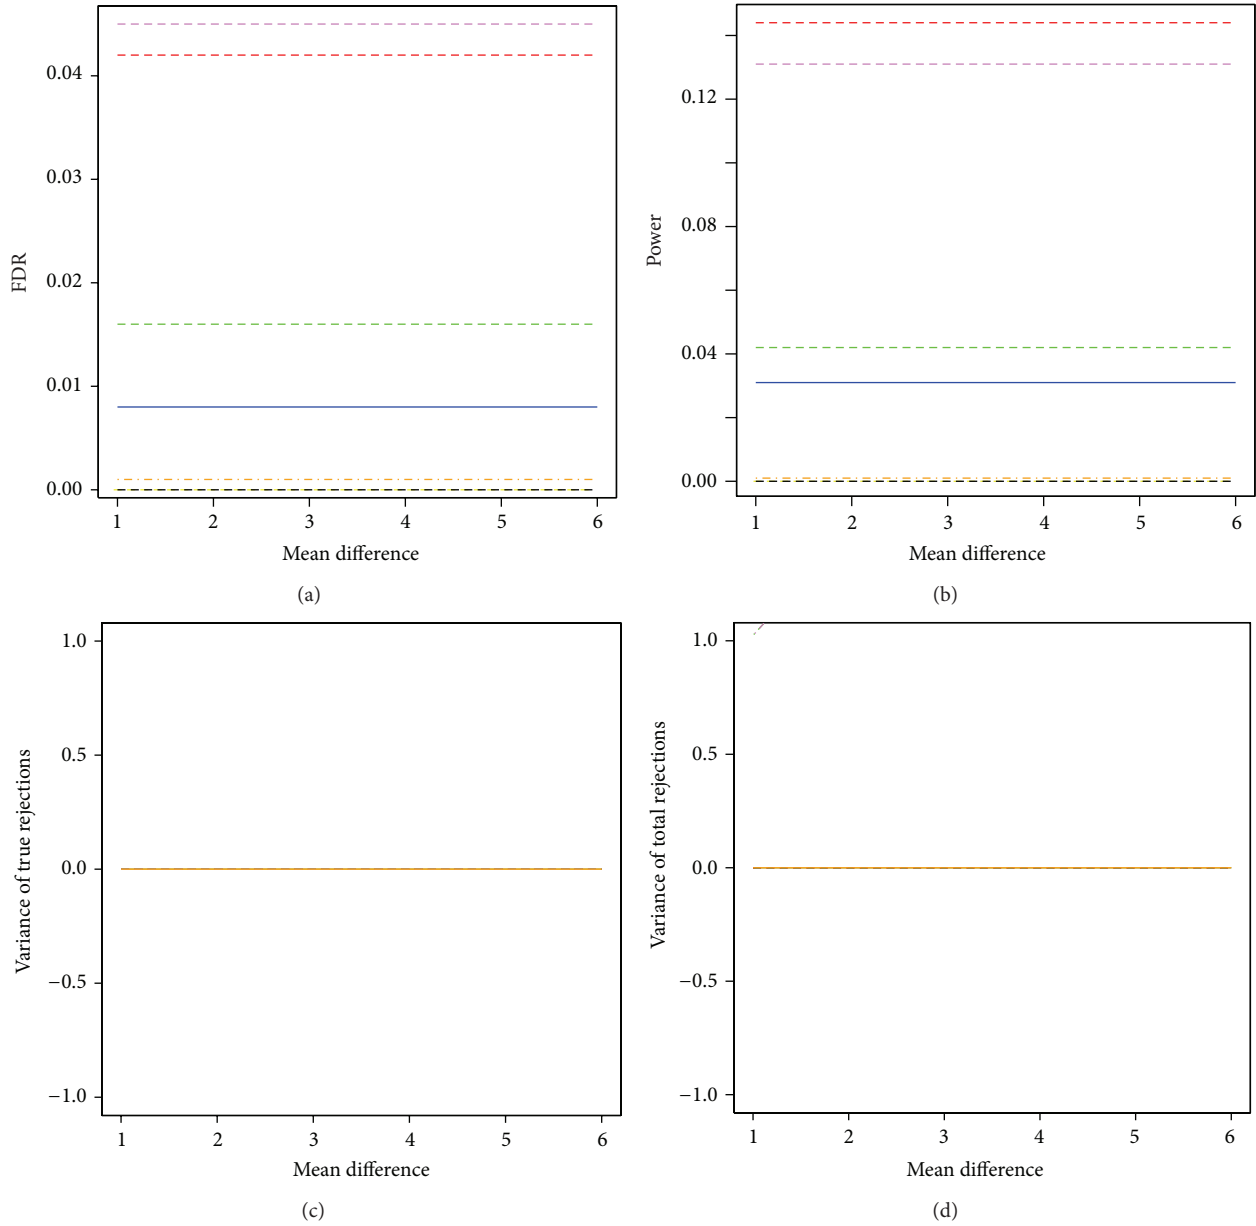 0.04
0.03
0.02
0.01
0.00
FDR
1 2 3 4 5 6
Mean difference
(a)
0.12
0.08
0.04
0.00
Power
1 2 3 4 5 6
Mean difference
(b)
1.0
0.5
0.0
−0.5
−1.0
Variance of true rejections
1 2 3 4 5 6
Mean difference
(c)
1.0
0.5
0.0
−0.5
−1.0
Variance of total rejections
1 2 3 4 5 6
Mean difference
(d)